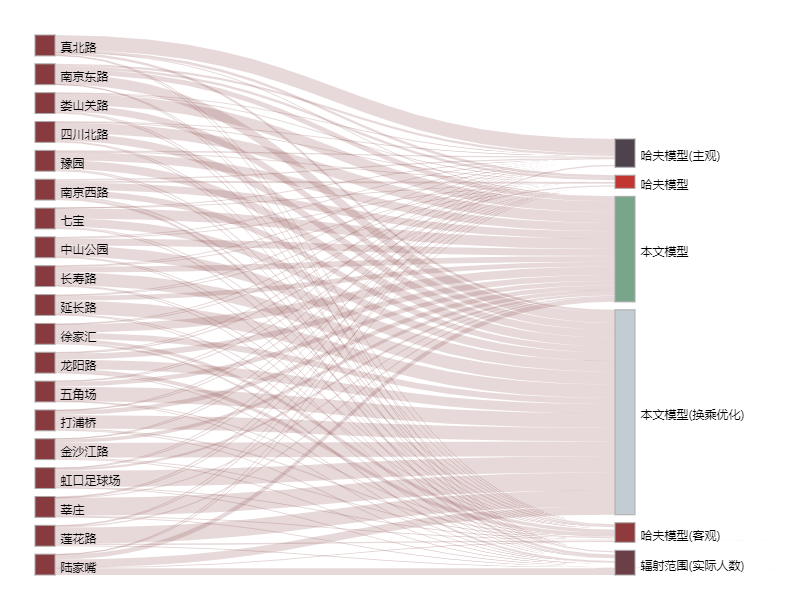 真北路
南京东路
娄山关路
四川北路
豫园
南京西路
七宝
中山公园
长寿路
延长路
徐家汇
龙阳路
五角场
打浦桥
金沙江路
虹口足球场
莘庄
莲花路
陆家嘴
哈夫模型(主观)
哈夫模型
本文模型
本文模型(换乘优化)
哈夫模型(客观)
辐射范围(实际人数)